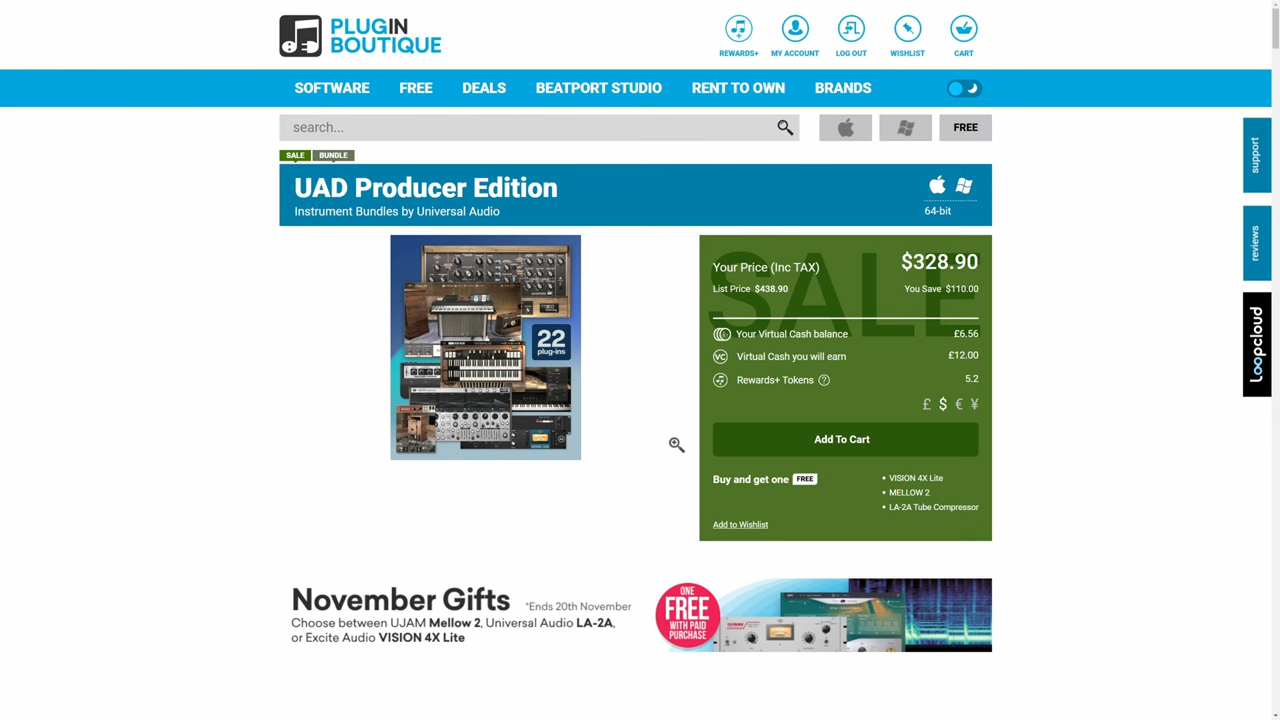 PLUGIN
BOUTIQUE
REWARDS+
MY ACCOUNT
LOG OUT
WISHLIST
CART
SOFTWARE
FREE
DEALS
BEATPORT STUDIO
RENT TO OWN
BRANDS
search...
FREE
SALE
BUNDLE
UAD Producer Edition
Instrument Bundles by Universal Audio
64-bit
22
plug-ins
SALE
Your Price (Inc TAX)
$328.90
List Price $438.90
You Save $110.00
Your Virtual Cash balance
£6.56
VC
Virtual Cash you will earn
£12.00
Rewards+ Tokens ?
5.2
£ $ € ¥
Add To Cart
Buy and get one FREE
• VISION 4X Lite
• MELLOW 2
• LA-2A Tube Compressor
Add to Wishlist
November Gifts *Ends 20th November
Choose between UJAM Mellow 2, Universal Audio LA-2A,
or Excite Audio VISION 4X Lite
ONE
FREE
WITH PAID
PURCHASE
support
reviews
loopcloud